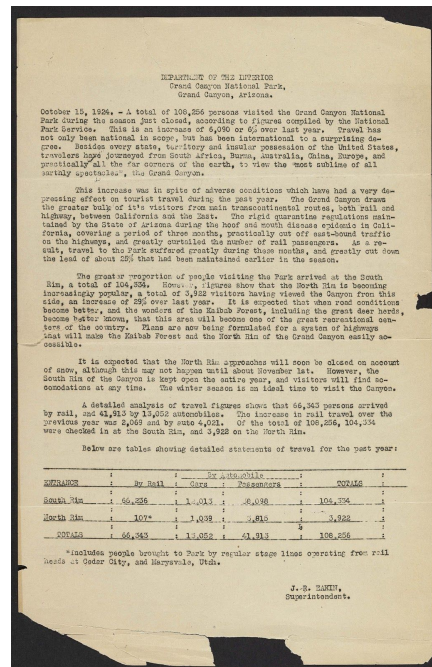 DEPARTMENT OF THE INTERIOR
Grand Canyon National Park,
Grand Canyon, Arizona.
October 15, 1924. - A total of 108,256 persons visited the Grand Canyon National
Park during the season just closed, according to figures compiled by the National
Park Service. This is an increase of 6,090 or 6% over last year. Travel has
not only been national in scope, but has been international to a surprising de-
gree. Besides every state, territory and insular possession of the United States,
travelers have journeyed from South Africa, Burma, Australia, China, Europe, and
practically all the far corners of the earth, to view the "most sublime of all
earthly spectacles", the Grand Canyon.
This increase was in spite of adverse conditions which have had a very de-
pressing effect on tourist travel during the past year. The Grand Canyon draws
the greater bulk of it's visitors from main transcontinental routes, both rail and
highway, between California and the East. The rigid quarantine regulations main-
tained by the State of Arizona during the hoof and mouth disease epidemic in Cali-
fornia, covering a period of three months, practically cut off east-bound traffic
on the highways, and greatly curtailed the number of rail passengers. As a re-
sult, travel to the Park suffered greatly during these months, and greatly cut down
the lead of about 25% that had been maintained earlier in the season.
The greater proportion of people visiting the Park arrived at the South
Rim, a total of 104,334. However, figures show that the North Rim is becoming
increasingly popular, a total of 3,922 visitors having viewed the Canyon from this
side, an increase of 25% over last year. It is expected that when road conditions
become better, and the wonders of the Kaibab Forest, including the great deer herds,
become better known, that this area will become one of the great recreational cen-
ters of the country. Plans are now being formulated for a system of highways
that will make the Kaibab Forest and the North Rim of the Grand Canyon easily ac-
cessible.
It is expected that the North Rim approaches will soon be closed on account
of snow, although this may not happen until about November 1st. However, the
South Rim of the Canyon is kept open the entire year, and visitors will find ac-
comodations at any time. The winter season is an ideal time to visit the Canyon.
A detailed analysis of travel figures shows that 66,343 persons arrived
by rail, and 41,913 by 13,052 automobiles. The increase in rail travel over the
previous year was 2,069 and by auto 4,021. Of the total of 108,256, 104,334
were checked in at the South Rim, and 3,922 on the North Rim.
Below are tables showing detailed statements of travel for the past year:
By Automobile
ENTRANCE : By Rail : Cars : Passengers : TOTALS :
South Rim : 66,236 : 12,013 : 38,098 : 104,334 :
North Rim : 107* : 1,039 : 3,815 : 3,922 :
TOTALS : 66,343 : 13,052 : 41,913 : 108,256 :
*Includes people brought to Park by regular stage lines operating from rail
heads at Cedar City, and Marysvale, Utah.
J. R. EAKIN,
Superintendent.